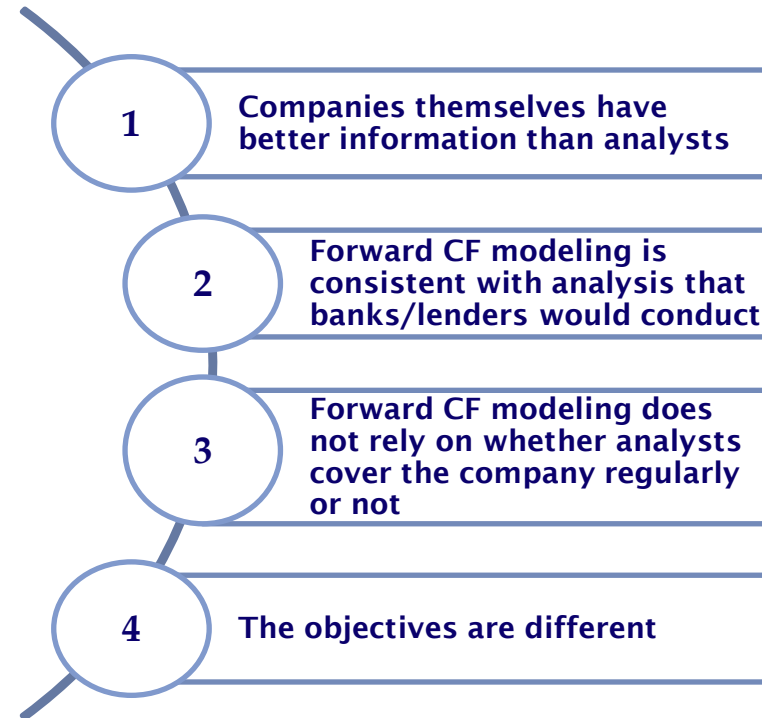 1
Companies themselves have
better information than analysts
2
Forward CF modeling is
consistent with analysis that
banks/lenders would conduct
3
Forward CF modeling does
not rely on whether analysts
cover the company regularly
or not
4
The objectives are different